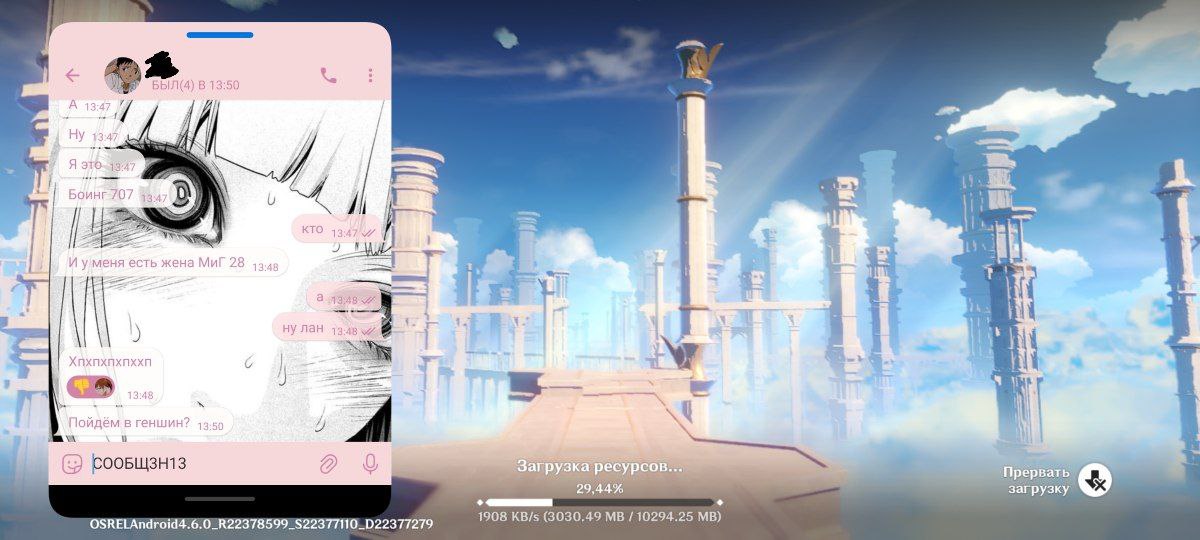 БЫЛ(4) В 13:50
А 13:47
Ну 13:47
Я это 13:47
Боинг 707 13:47
кто 13:47
И у меня есть жена МиГ 28 13:48
а 13:48
ну лан 13:48
Хпхпхпхпххп
13:48
Пойдём в геншин? 13:50
СООБЩЗН13
Загрузка ресурсов...
29,44%
1908 KB/s (3030.49 MB / 10294.25 MB)
Прервать
загрузку
OSRELAndroid4.6.0_R22378599_S22377110_D22377279